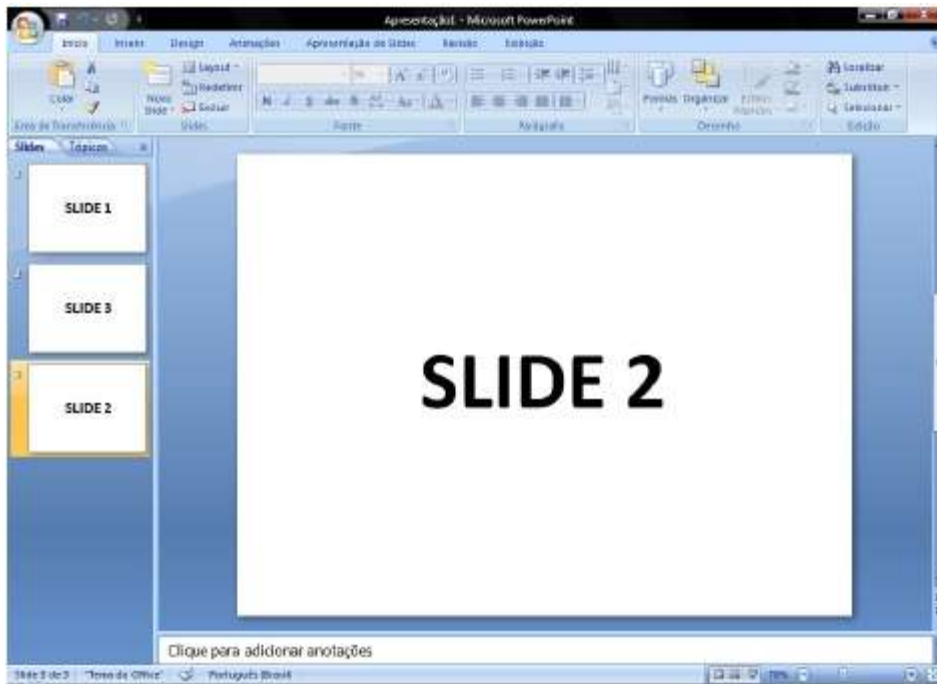 Apresentação1 - Microsoft PowerPoint
Início Inserir Design Animações Apresentação de Slides Revisão Exibição
Colar
Novo Slide
Layout
Redefinir
Excluir
Formas Organizar
Localizar
Substituir
Selecionar
Área de Transferência Slides Fonte Parágrafo Desenho Edição
Slides Tópicos
SLIDE 1
SLIDE 3
SLIDE 2
SLIDE 2
Clique para adicionar anotações
Slide 3 de 3 "Tema do Office" Português (Brasil)